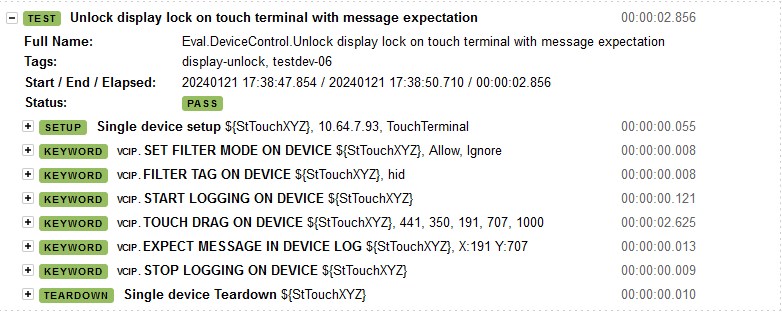 TEST Unlock display lock on touch terminal with message expectation 00:00:02.856
Full Name: Eval.DeviceControl.Unlock display lock on touch terminal with message expectation
Tags: display-unlock, testdev-06
Start / End / Elapsed: 20240121 17:38:47.854 / 20240121 17:38:50.710 / 00:00:02.856
Status: PASS
SETUP Single device setup ${StTouchXYZ}, 10.64.7.93, TouchTerminal 00:00:00.055
KEYWORD VCIP. SET FILTER MODE ON DEVICE ${StTouchXYZ}, Allow, Ignore 00:00:00.008
KEYWORD VCIP. FILTER TAG ON DEVICE ${StTouchXYZ}, hid 00:00:00.008
KEYWORD VCIP. START LOGGING ON DEVICE ${StTouchXYZ} 00:00:00.121
KEYWORD VCIP. TOUCH DRAG ON DEVICE ${StTouchXYZ}, 441, 350, 191, 707, 1000 00:00:02.625
KEYWORD VCIP. EXPECT MESSAGE IN DEVICE LOG ${StTouchXYZ}, X:191 Y:707 00:00:00.013
KEYWORD VCIP. STOP LOGGING ON DEVICE ${StTouchXYZ} 00:00:00.009
TEARDOWN Single device Teardown ${StTouchXYZ} 00:00:00.010